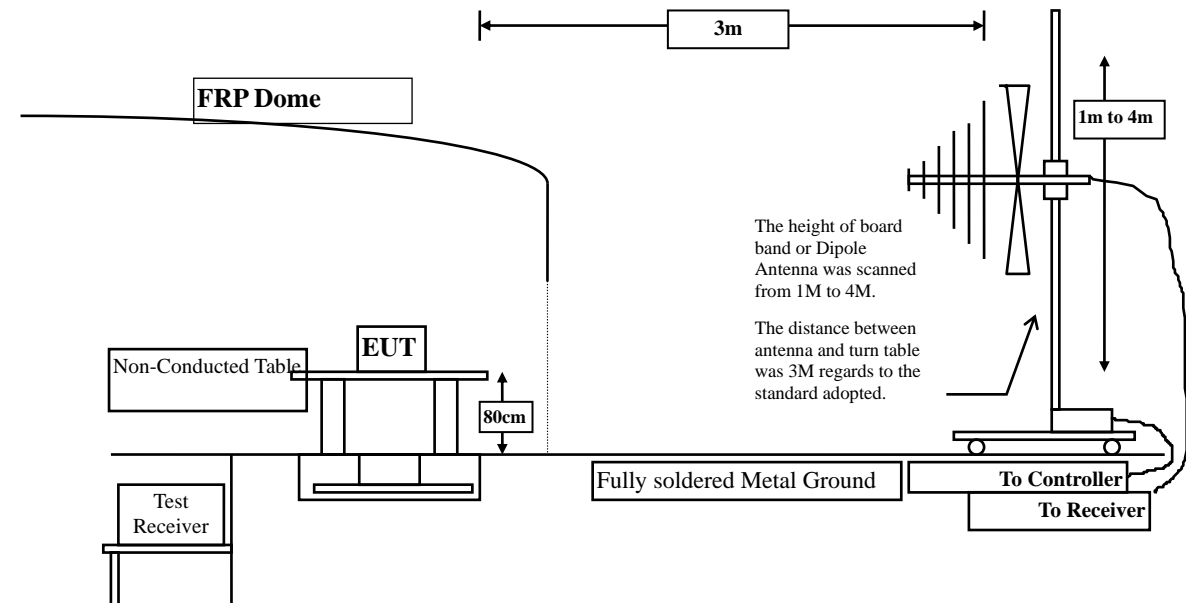 3m
FRP Dome
1m to 4m
The height of board
band or Dipole
Antenna was scanned
from 1M to 4M.
The distance between
antenna and turn table
was 3M regards to the
standard adopted.
EUT
Non-Conducted Table
80cm
Fully soldered Metal Ground
To Controller
To Receiver
Test
Receiver